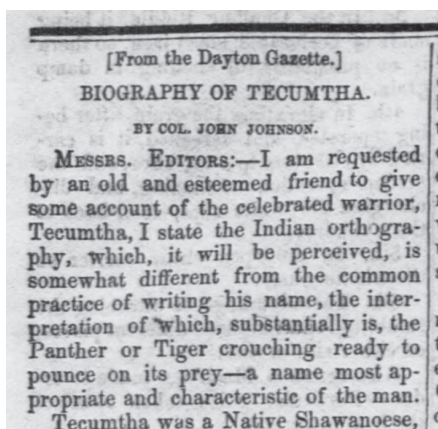 [From the Dayton Gazette.]
BIOGRAPHY OF TECUMTHA.
BY COL. JOHN JOHNSON.
MESSRS. EDITORS:—I am requested
by an old and esteemed friend to give
some account of the celebrated warrior,
Tecumtha, I state the Indian orthogra-
phy, which, it will be perceived, is
somewhat different from the common
practice of writing his name, the inter-
pretation of which, substantially is, the
Panther or Tiger crouching ready to
pounce on its prey—a name most ap-
propriate and characteristic of the man.
Tecumtha was a Native Shawanoese,